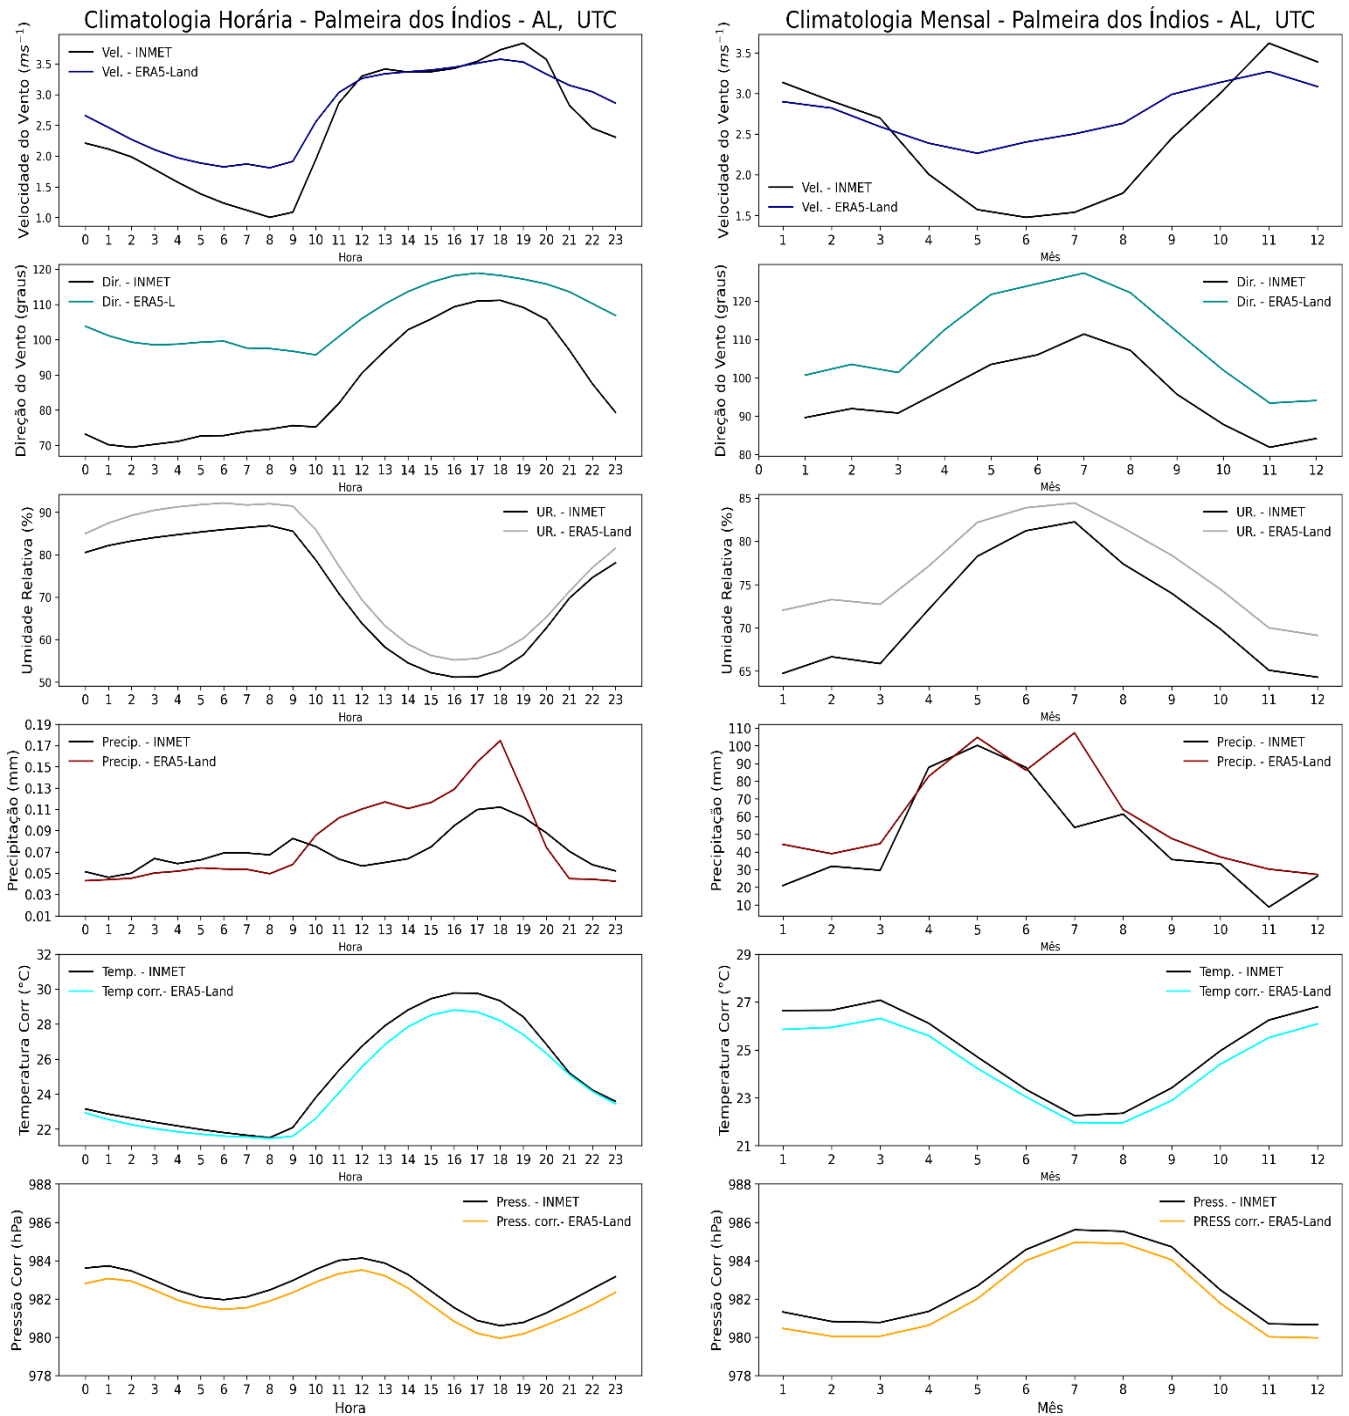 Climatologia Horária - Palmeira dos Índios - AL,  UTC
Velocidade do Vento (ms⁻¹)
3.5
3.0
2.5
2.0
1.5
1.0
Vel. - INMET
Vel. - ERA5-Land
0 1 2 3 4 5 6 7 8 9 10 11 12 13 14 15 16 17 18 19 20 21 22 23
Hora
Direção do Vento (graus)
120
110
100
90
80
70
Dir. - INMET
Dir. - ERA5-L
0 1 2 3 4 5 6 7 8 9 10 11 12 13 14 15 16 17 18 19 20 21 22 23
Hora
Umidade Relativa (%)
90
80
70
60
50
UR. - INMET
UR. - ERA5-Land
0 1 2 3 4 5 6 7 8 9 10 11 12 13 14 15 16 17 18 19 20 21 22 23
Hora
Precipitação (mm)
0.19
0.17
0.15
0.13
0.11
0.09
0.07
0.05
0.03
0.01
Precip. - INMET
Precip. - ERA5-Land
0 1 2 3 4 5 6 7 8 9 10 11 12 13 14 15 16 17 18 19 20 21 22 23
Hora
Temperatura Corr (°C)
32
30
28
26
24
22
Temp. - INMET
Temp corr.- ERA5-Land
0 1 2 3 4 5 6 7 8 9 10 11 12 13 14 15 16 17 18 19 20 21 22 23
Hora
Pressão Corr (hPa)
988
986
984
982
980
978
Press. - INMET
Press. corr.- ERA5-Land
0 1 2 3 4 5 6 7 8 9 10 11 12 13 14 15 16 17 18 19 20 21 22 23
Hora
Climatologia Mensal - Palmeira dos Índios - AL,  UTC
Velocidade do Vento (ms⁻¹)
3.5
3.0
2.5
2.0
1.5
Vel. - INMET
Vel. - ERA5-Land
1 2 3 4 5 6 7 8 9 10 11 12
Mês
Direção do Vento (graus)
120
110
100
90
80
Dir. - INMET
Dir. - ERA5-Land
0 1 2 3 4 5 6 7 8 9 10 11 12
Mês
Umidade Relativa (%)
85
80
75
70
65
UR. - INMET
UR. - ERA5-Land
1 2 3 4 5 6 7 8 9 10 11 12
Mês
Precipitação (mm)
110
100
90
80
70
60
50
40
30
20
10
Precip. - INMET
Precip. - ERA5-Land
1 2 3 4 5 6 7 8 9 10 11 12
Mês
Temperatura Corr (°C)
29
27
25
23
21
Temp. - INMET
Temp corr.- ERA5-Land
1 2 3 4 5 6 7 8 9 10 11 12
Mês
Pressão Corr (hPa)
988
986
984
982
980
978
Press. - INMET
PRESS corr.- ERA5-Land
1 2 3 4 5 6 7 8 9 10 11 12
Mês